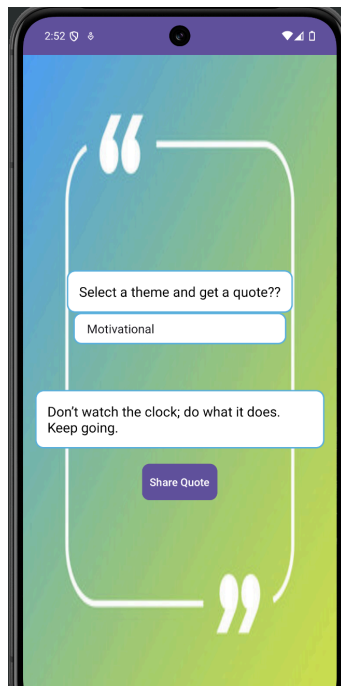 2:52
“
Select a theme and get a quote??
Motivational
Don't watch the clock; do what it does.
Keep going.
Share Quote
”